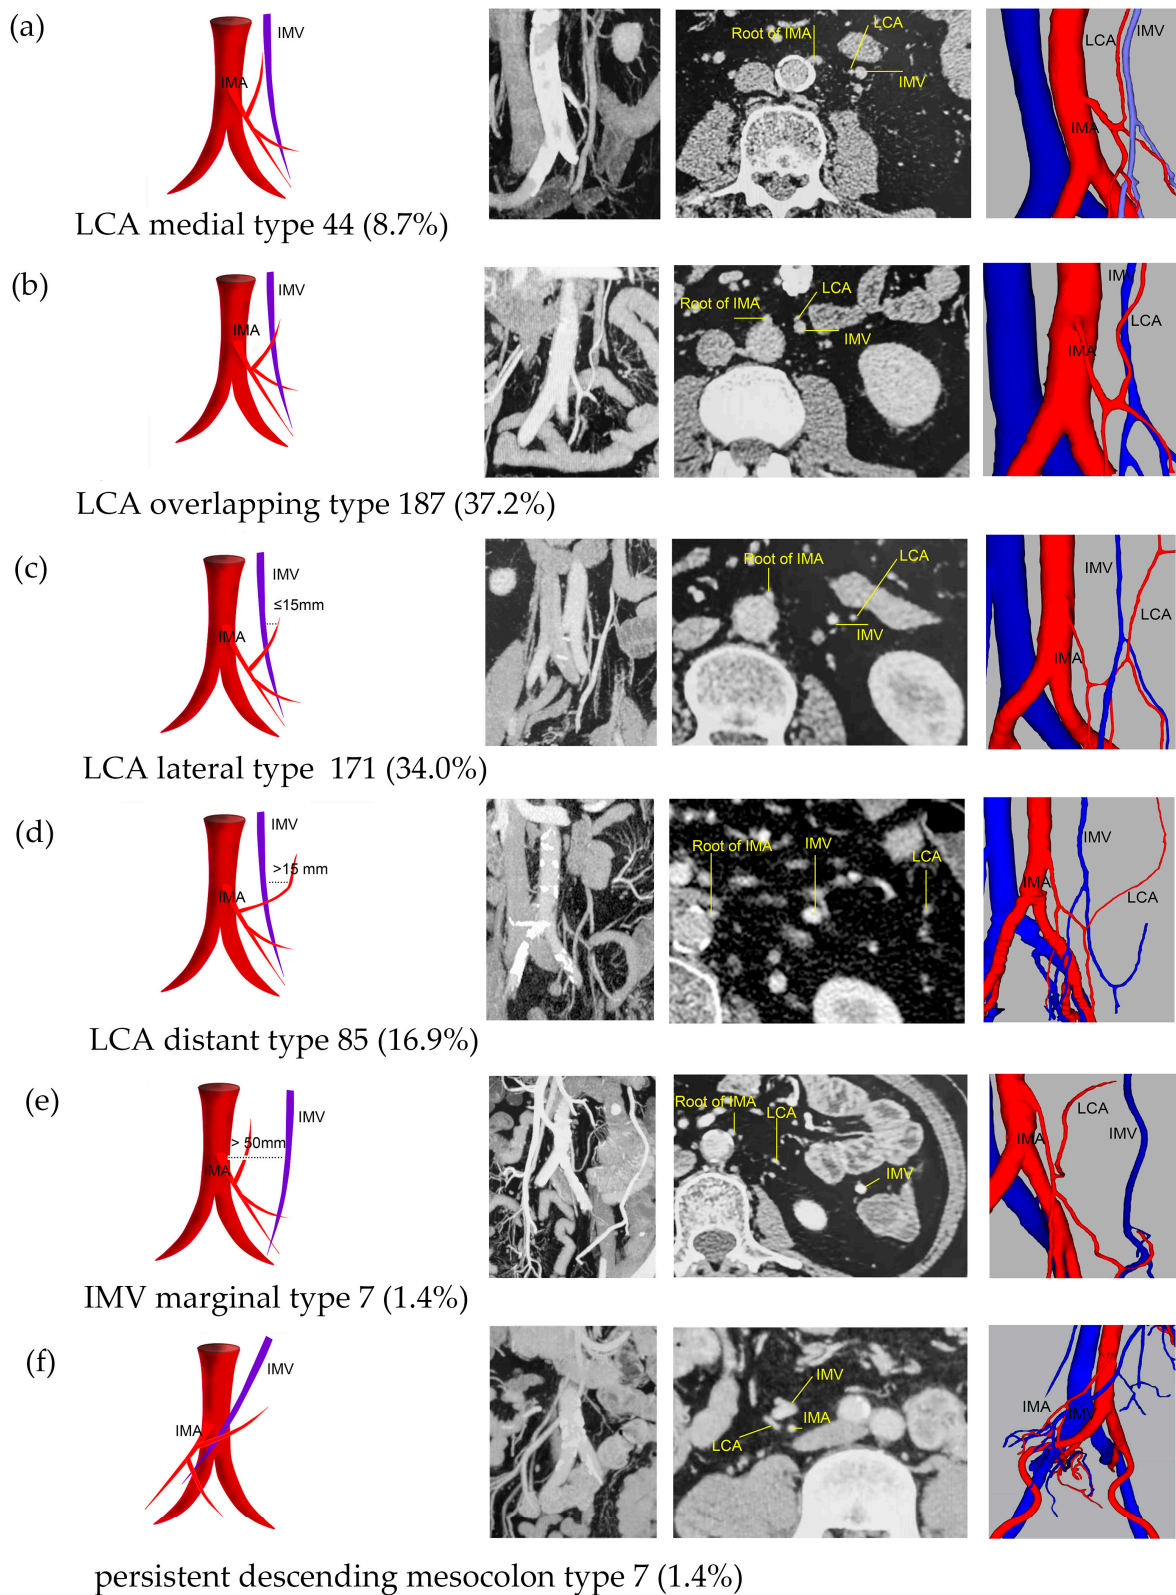 (a)
IMV
IMA
Root of IMA
LCA
IMV
LCA
IMV
IMA
LCA medial type 44 (8.7%)
(b)
IMV
IMA
Root of IMA
LCA
IMV
IMV
LCA
IMA
LCA overlapping type 187 (37.2%)
(c)
IMV
≤15mm
IMA
Root of IMA
LCA
IMV
IMV
LCA
IMA
LCA lateral type 171 (34.0%)
(d)
IMV
>15 mm
IMA
Root of IMA
IMV
LCA
IMA
LCA
IMV
LCA distant type 85 (16.9%)
(e)
IMV
> 50mm
IMA
Root of IMA
LCA
IMV
LCA
IMA
IMV
IMV marginal type 7 (1.4%)
(f)
IMV
IMA
IMV
IMA
LCA
IMA
IMV
persistent descending mesocolon type 7 (1.4%)